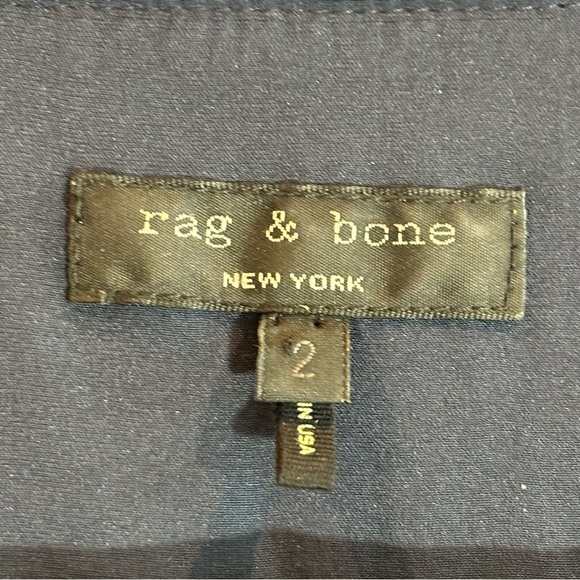 rag & bone
NEW YORK
2
IN USA